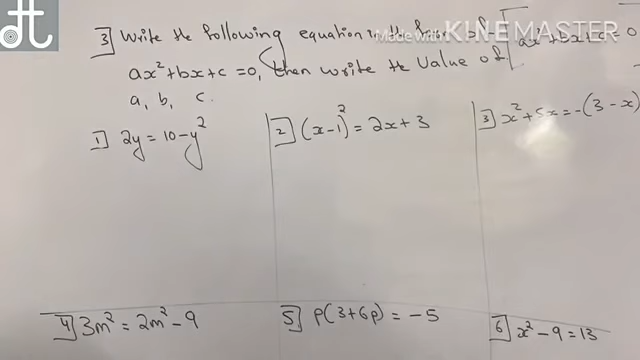 3] Write the following equation in the form of [ax²+bx+c=0
Made with KINEMASTER
ax²+bx+c=0, then write the value of
a, b, c.
1] 2y = 10-y²
2] (x-1)² = 2x+3
3] x²+5x = -(3-x)
4] 3m² = 2m²-9
5] p(3+6p) = -5
6] x²-9 = 13